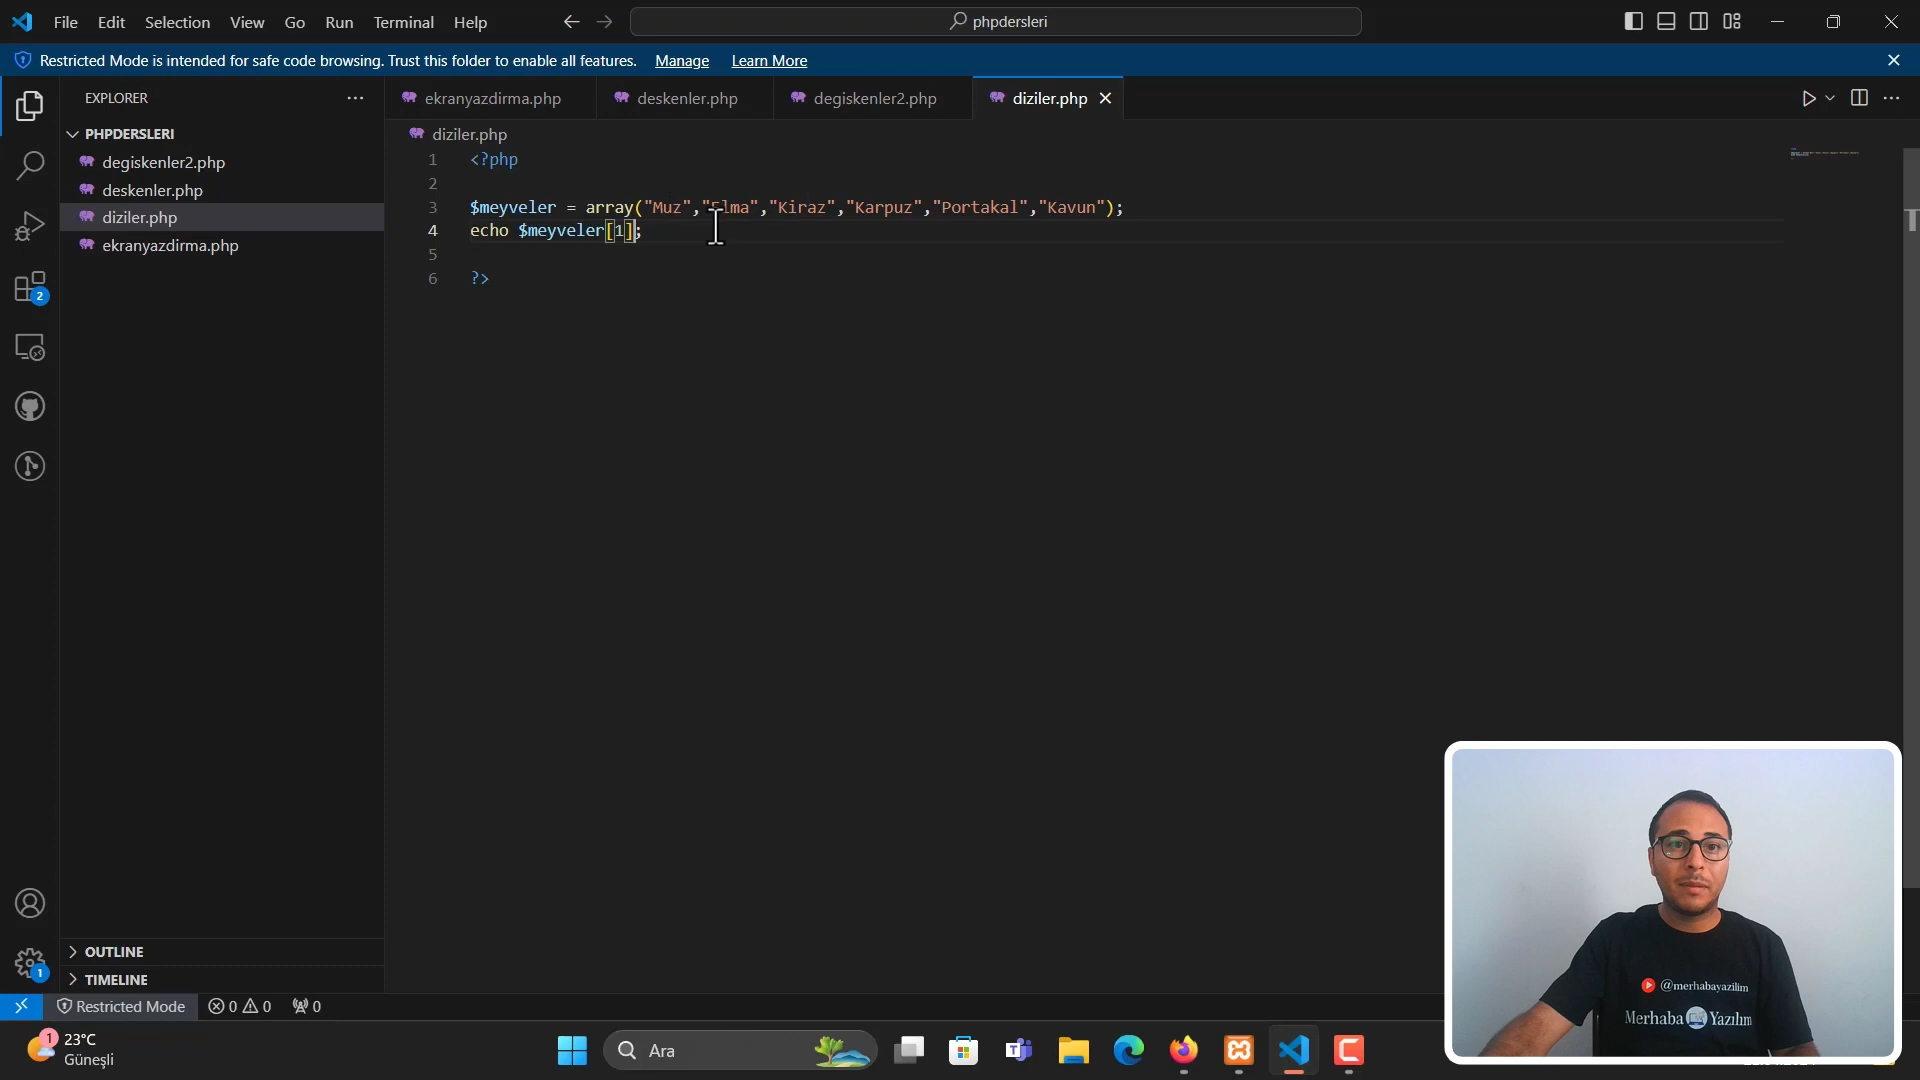 File Edit Selection View Go Run Terminal Help
phpdersleri
Restricted Mode is intended for safe code browsing. Trust this folder to enable all features. Manage Learn More
EXPLORER
PHPDERSLERI
degiskenler2.php
deskenler.php
diziler.php
ekranyazdirma.php
OUTLINE
TIMELINE
ekranyazdirma.php deskenler.php degiskenler2.php diziler.php
diziler.php
1 <?php
2
3 $meyveler = array("Muz","Elma","Kiraz","Karpuz","Portakal","Kavun");
4 echo $meyveler[1];
5
6 ?>
2
1
Restricted Mode 0 0 0
@merhabayazilim
Merhaba Yazılım
1
23°C
Güneşli
Ara